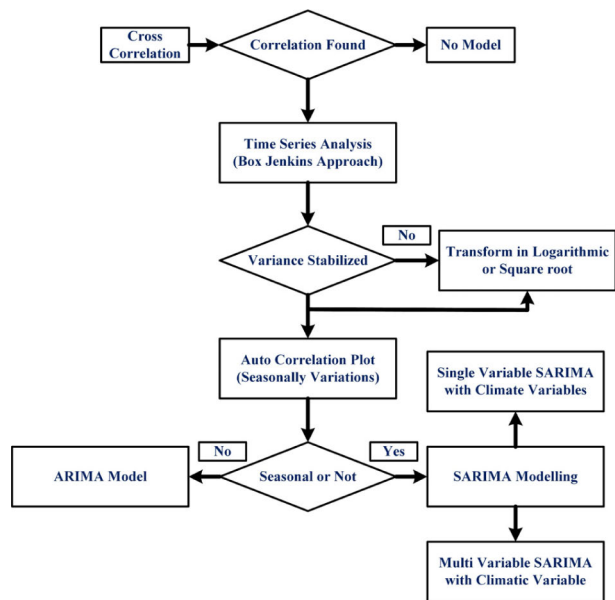 Cross
Correlation
Correlation Found
No Model
Time Series Analysis
(Box Jenkins Approach)
No
Variance Stabilized
Transform in Logarithmic
or Square root
Auto Correlation Plot
(Seasonally Variations)
Single Variable SARIMA
with Climate Variables
No
Yes
ARIMA Model
Seasonal or Not
SARIMA Modelling
Multi Variable SARIMA
with Climatic Variable